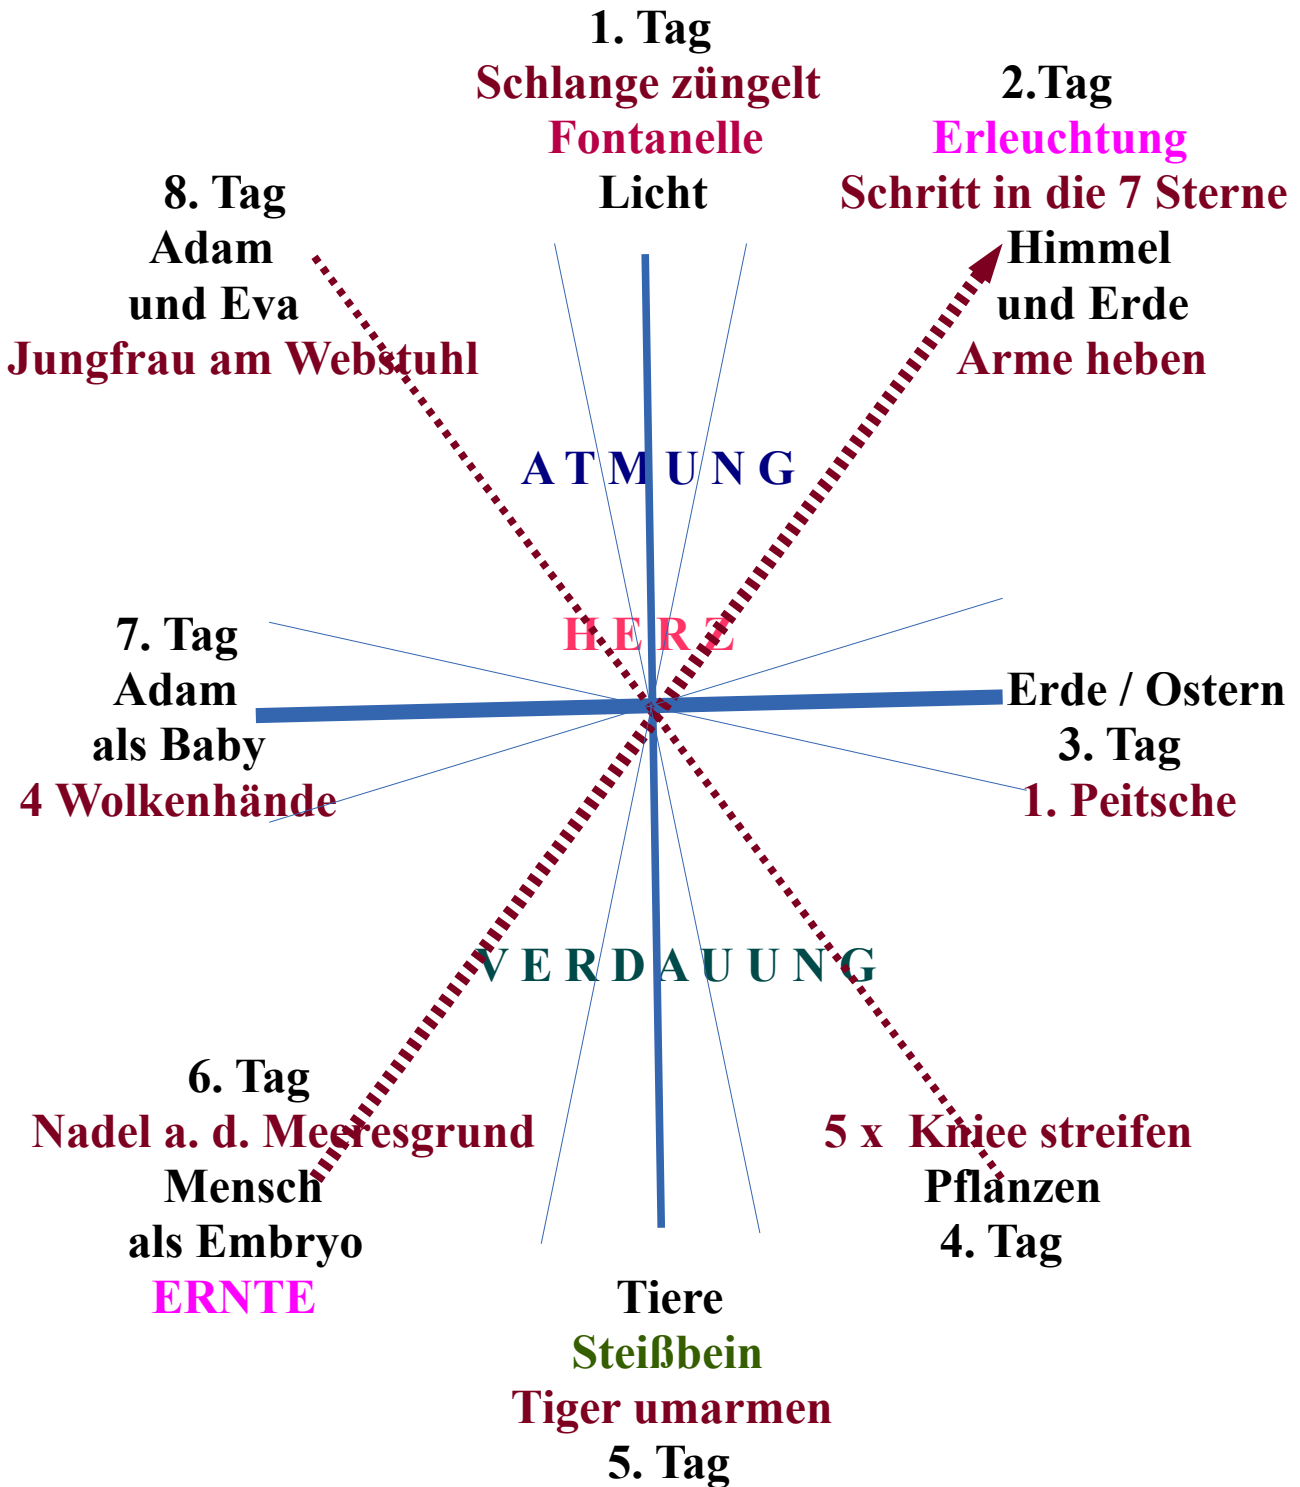 1. Tag
Schlange züngelt
Fontanelle
Licht
2.Tag
Erleuchtung
Schritt in die 7 Sterne
Himmel
und Erde
Arme heben
8. Tag
Adam
und Eva
Jungfrau am Webstuhl
A T M U N G
H E R Z
7. Tag
Adam
als Baby
4 Wolkenhände
Erde / Ostern
3. Tag
1. Peitsche
V E R D A U U N G
6. Tag
Nadel a. d. Meeresgrund
Mensch
als Embryo
ERNTE
5 x Kniee streifen
Pflanzen
4. Tag
Tiere
Steißbein
Tiger umarmen
5. Tag